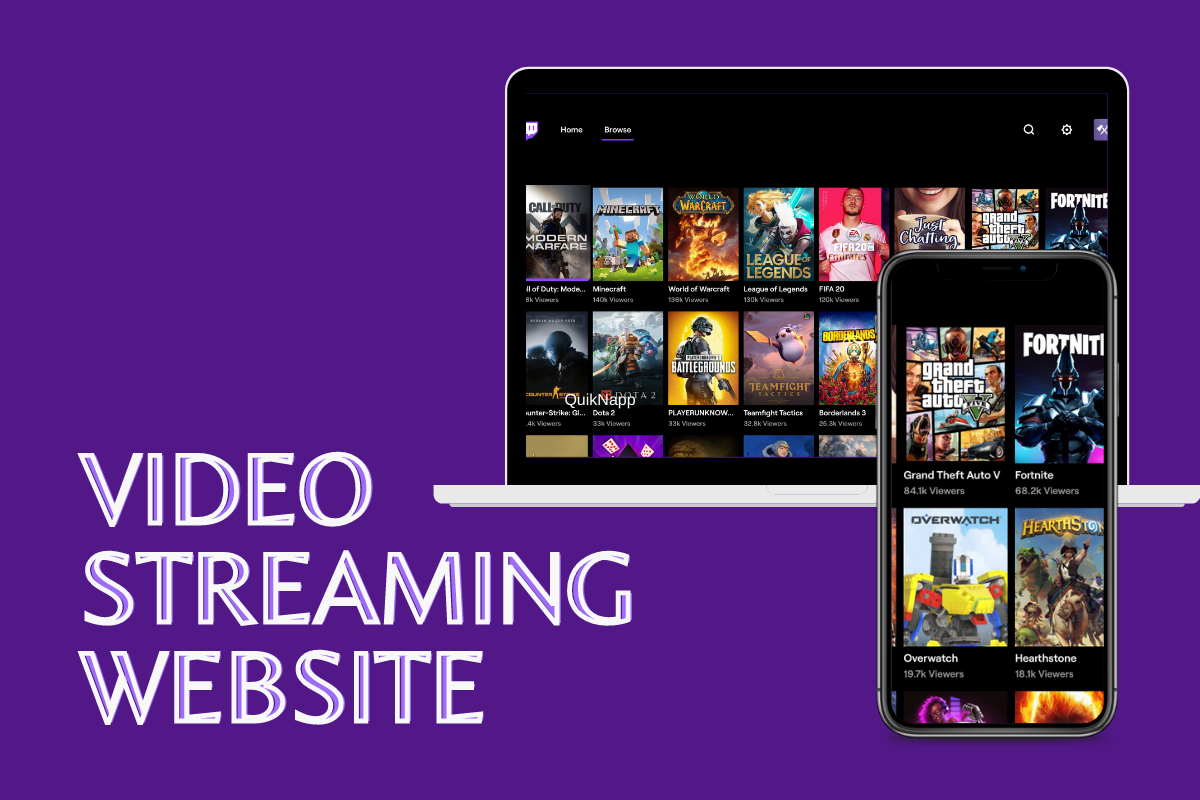 Home
Browse
CALL OF DUTY
MODERN
WARFARE
MINECRAFT
WORLD
WARCRAFT
LEAGUE OF
LEGENDS
FIFA20
Just
Chatting
grand
theft
auto V
FORTNITE
ll of Duty: Mode...
Minecraft
World of Warcraft
League of Legends
FIFA 20
8k Viewers
140k Viewers
136k Viewers
130k Viewers
120k Viewers
COUNTER STRIKE
DOTA 2
PLAYERUNKNOWN'S
BATTLEGROUNDS
TEAMFIGHT
TACTICS
BORDERLANDS
QuikNapp
unter-Strike: Gl...
Dota 2
PLAYERUNKNOW...
Teamfight Tactics
Borderlands 3
.4k Viewers
33k Viewers
33k Viewers
32.8k Viewers
26.3k Viewers
grand
theft
auto
FIVE
FORTNIT
Grand Theft Auto V
Fortnite
84.1k Viewers
68.2k Viewers
OVERWATCH
HEARTHSTON
Overwatch
Hearthstone
19.7k Viewers
18.1k Viewers
VIDEO
STREAMING
WEBSITE